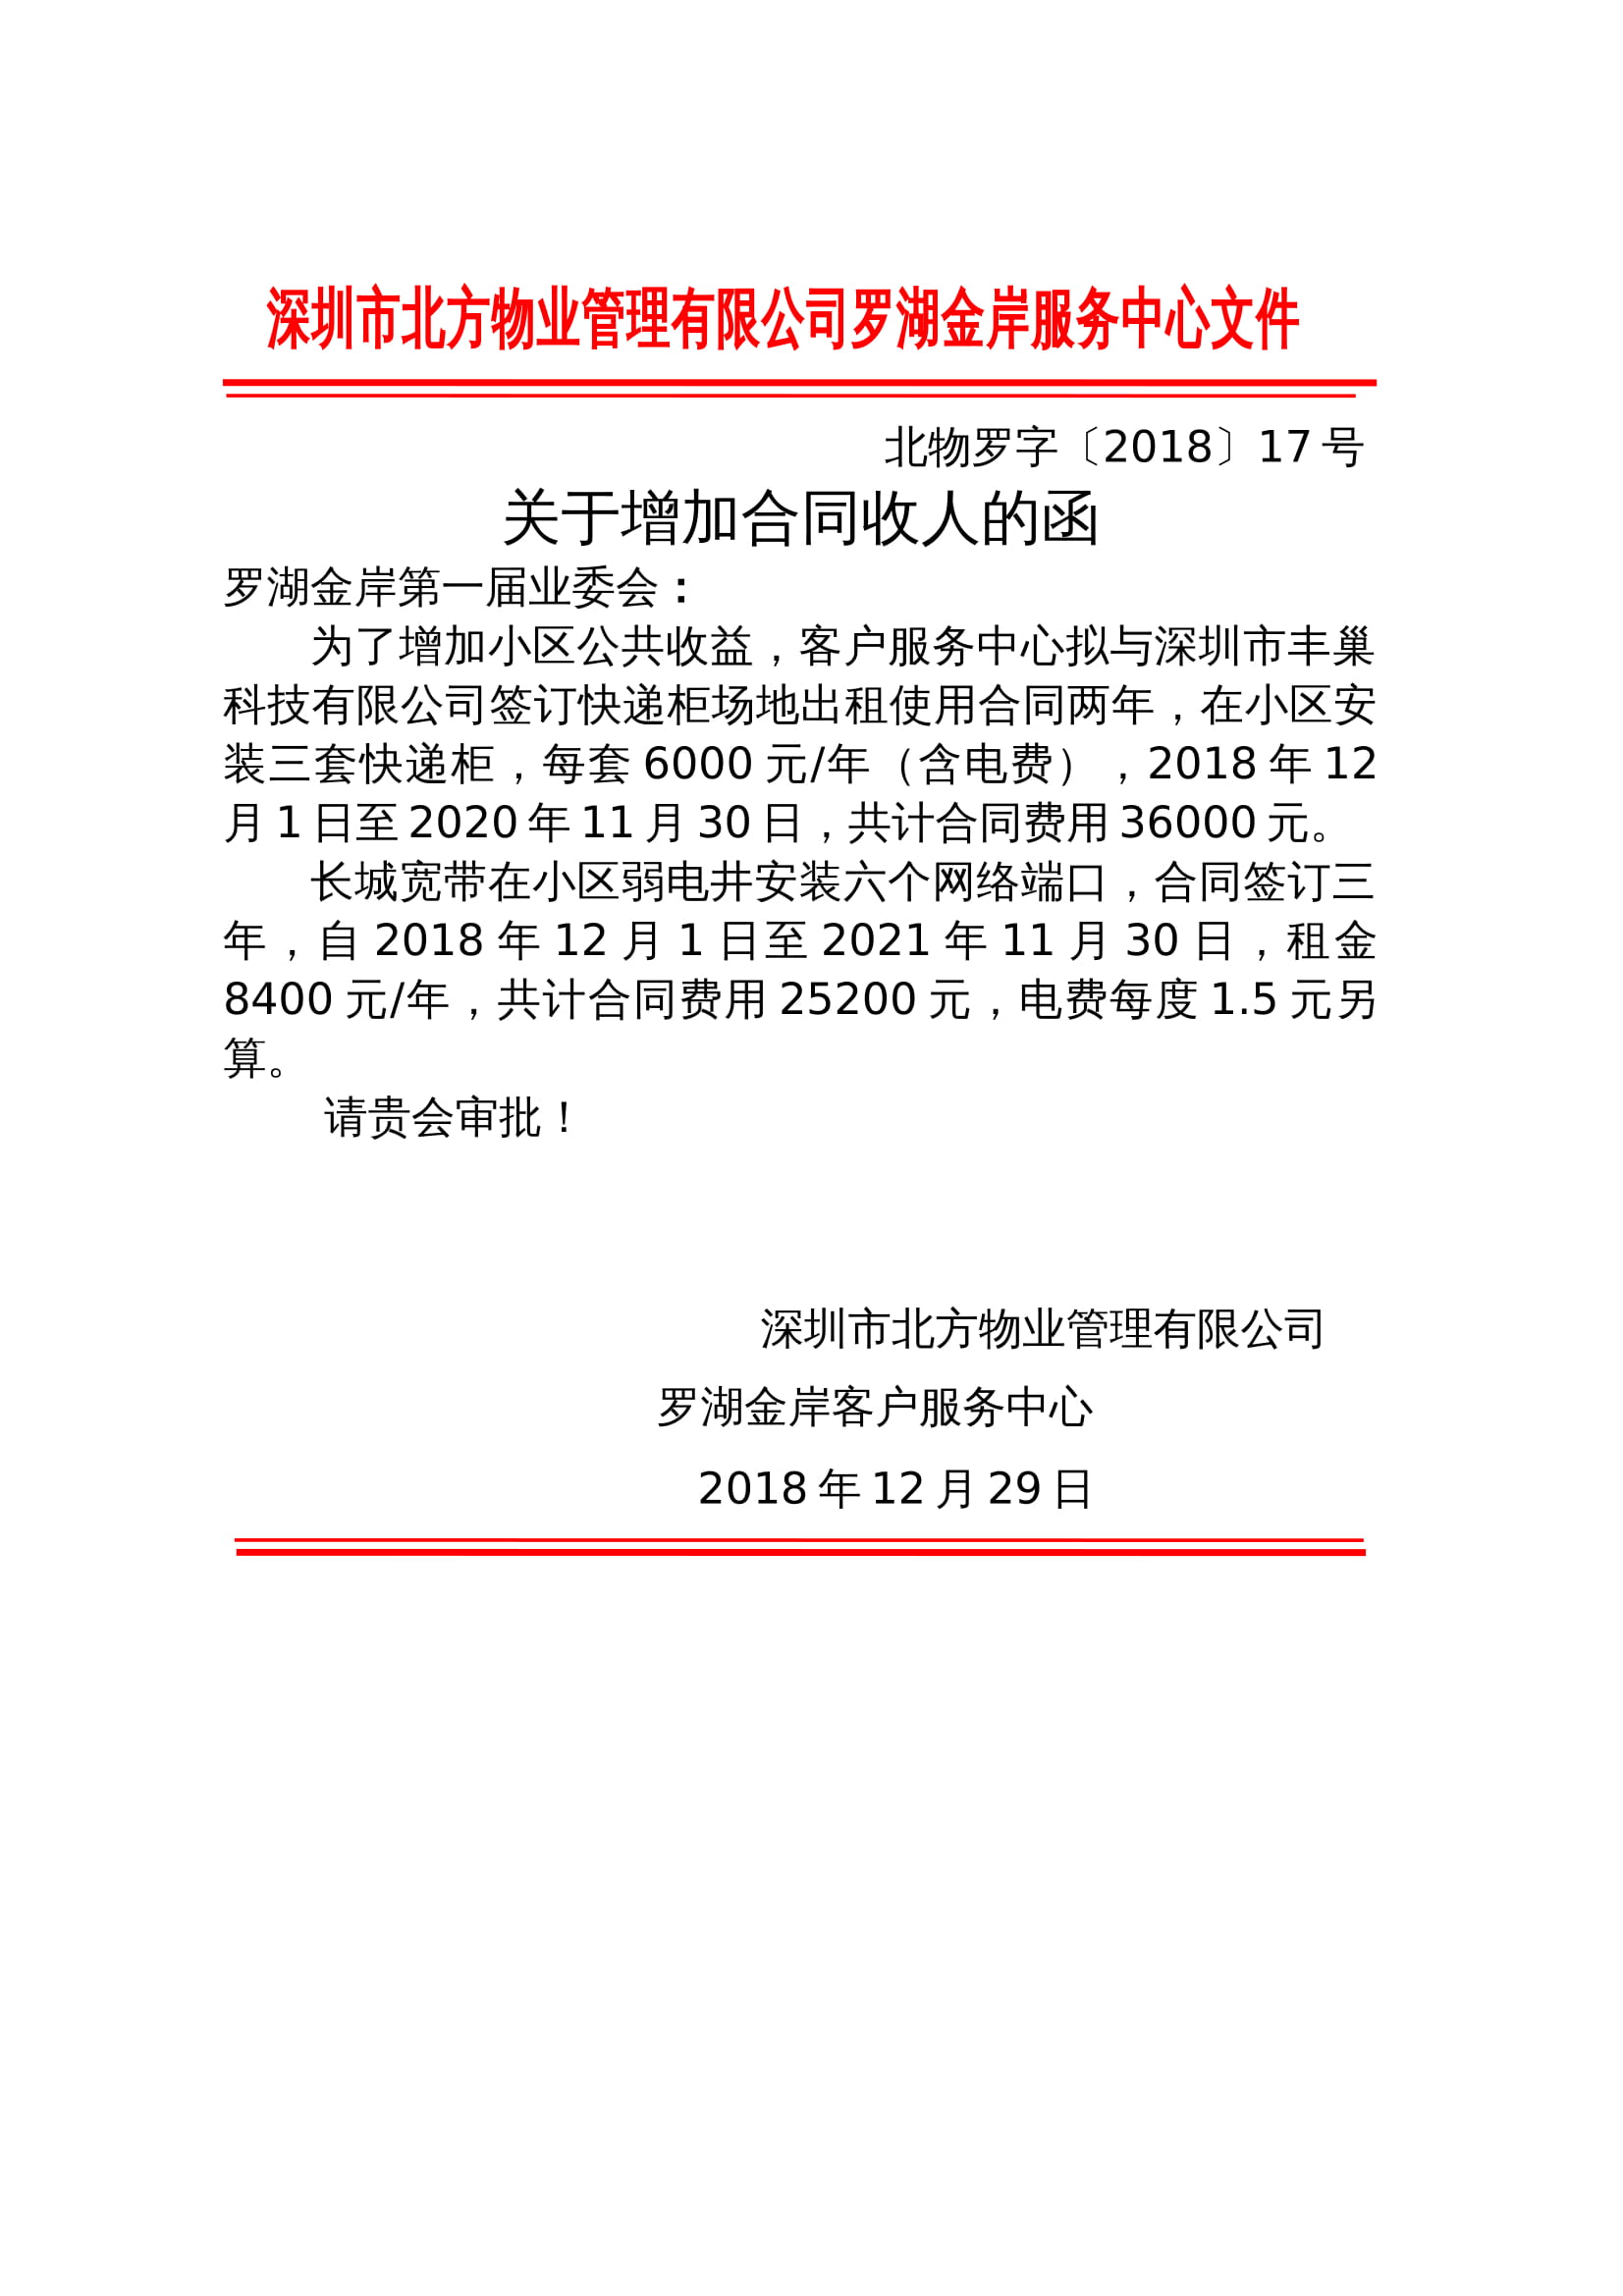 深圳市北方物业管理有限公司罗湖金岸服务中心文件
北物罗字〔2018〕17 号
关于增加合同收人的函
罗湖金岸第一届业委会：
为了增加小区公共收益，客户服务中心拟与深圳市丰巢
科技有限公司签订快递柜场地出租使用合同两年，在小区安
装三套快递柜，每套 6000 元/年（含电费），2018 年 12
月 1 日至 2020 年 11 月 30 日，共计合同费用 36000 元。
长城宽带在小区弱电井安装六个网络端口，合同签订三
年，自 2018 年 12 月 1 日至 2021 年 11 月 30 日，租金
8400 元/年，共计合同费用 25200 元，电费每度 1.5 元另
算。
请贵会审批！
深圳市北方物业管理有限公司
罗湖金岸客户服务中心
2018 年 12 月 29 日